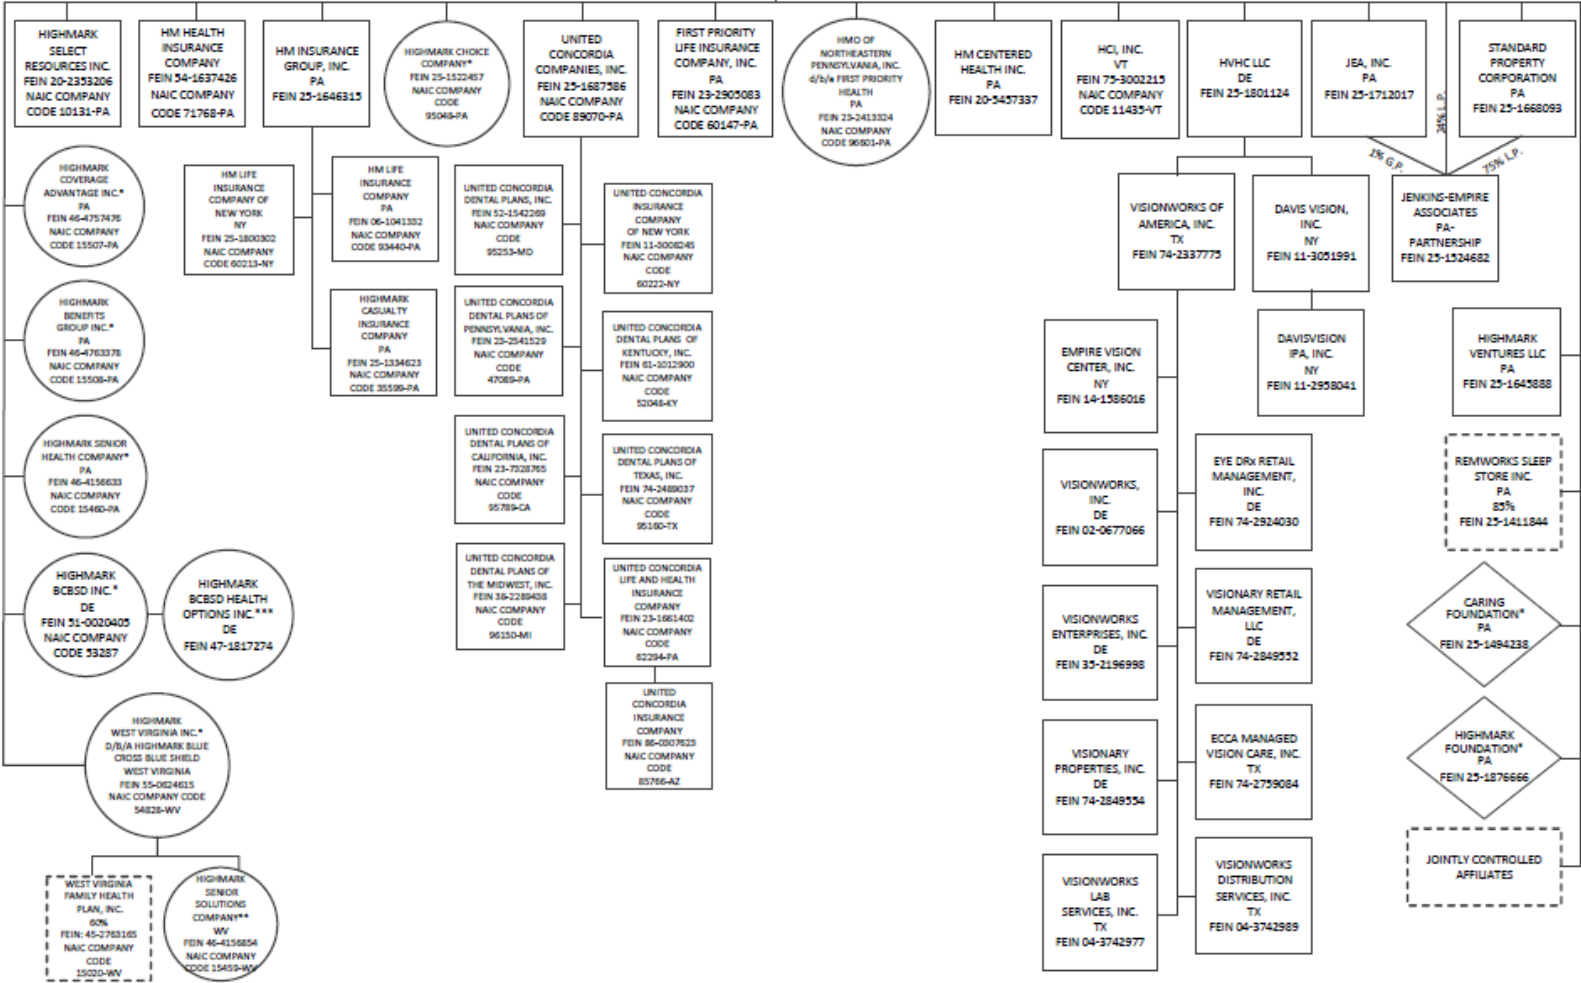 HIGHMARK
SELECT
RESOURCES INC.
FEIN 20-2353206
NAIC COMPANY
CODE 10131-PA
HM HEALTH
INSURANCE
COMPANY
FEIN 54-1637426
NAIC COMPANY
CODE 71768-PA
HM INSURANCE
GROUP, INC.
PA
FEIN 25-1646315
HIGHMARK CHOICE
COMPANY*
FEIN 25-1522457
NAIC COMPANY
CODE
95048-PA
UNITED
CONCORDIA
COMPANIES, INC.
FEIN 25-1687586
NAIC COMPANY
CODE 89070-PA
FIRST PRIORITY
LIFE INSURANCE
COMPANY, INC.
PA
FEIN 23-2905083
NAIC COMPANY
CODE 60147-PA
HMO OF
NORTHEASTERN
PENNSYLVANIA, INC.
d/b/a FIRST PRIORITY
HEALTH
PA
FEIN 23-2413324
NAIC COMPANY
CODE 96601-PA
HM CENTERED
HEALTH INC.
PA
FEIN 20-5457337
HCI, INC.
VT
FEIN 75-3002215
NAIC COMPANY
CODE 11435-VT
HVHC LLC
DE
FEIN 25-1801124
JEA, INC.
PA
FEIN 25-1712017
STANDARD
PROPERTY
CORPORATION
PA
FEIN 25-1668093
1% G.P.
24% L.P.
75% L.P.
HIGHMARK
COVERAGE
ADVANTAGE INC.*
PA
FEIN 46-4757476
NAIC COMPANY
CODE 15507-PA
HM LIFE
INSURANCE
COMPANY OF
NEW YORK
NY
FEIN 25-1800302
NAIC COMPANY
CODE 60213-NY
HM LIFE
INSURANCE
COMPANY
PA
FEIN 06-1041332
NAIC COMPANY
CODE 93440-PA
UNITED CONCORDIA
DENTAL PLANS, INC.
FEIN 52-1542269
NAIC COMPANY
CODE
95253-MD
UNITED CONCORDIA
INSURANCE
COMPANY
OF NEW YORK
FEIN 11-3008245
NAIC COMPANY
CODE
60222-NY
VISIONWORKS OF
AMERICA, INC.
TX
FEIN 74-2337775
DAVIS VISION,
INC.
NY
FEIN 11-3051991
JENKINS-EMPIRE
ASSOCIATES
PA-
PARTNERSHIP
FEIN 25-1524682
HIGHMARK
BENEFITS
GROUP INC.*
PA
FEIN 46-4763378
NAIC COMPANY
CODE 15508-PA
HIGHMARK
CASUALTY
INSURANCE
COMPANY
PA
FEIN 25-1334623
NAIC COMPANY
CODE 35599-PA
UNITED CONCORDIA
DENTAL PLANS OF
PENNSYLVANIA, INC.
FEIN 23-2541529
NAIC COMPANY
CODE
47089-PA
UNITED CONCORDIA
DENTAL PLANS OF
KENTUCKY, INC.
FEIN 61-1012900
NAIC COMPANY
CODE
52048-KY
EMPIRE VISION
CENTER, INC.
NY
FEIN 14-1586016
DAVISVISION
IPA, INC.
NY
FEIN 11-2958041
HIGHMARK
VENTURES LLC
PA
FEIN 25-1645888
HIGHMARK SENIOR
HEALTH COMPANY*
PA
FEIN 46-4156633
NAIC COMPANY
CODE 15460-PA
UNITED CONCORDIA
DENTAL PLANS OF
CALIFORNIA, INC.
FEIN 23-7328765
NAIC COMPANY
CODE
95789-CA
UNITED CONCORDIA
DENTAL PLANS OF
TEXAS, INC.
FEIN 74-2489037
NAIC COMPANY
CODE
95160-TX
VISIONWORKS,
INC.
DE
FEIN 02-0677066
EYE DRx RETAIL
MANAGEMENT,
INC.
DE
FEIN 74-2924030
REMWORKS SLEEP
STORE INC.
PA
85%
FEIN 25-1411844
HIGHMARK
BCBSD INC.*
DE
FEIN 51-0020405
NAIC COMPANY
CODE 53287
HIGHMARK
BCBSD HEALTH
OPTIONS INC.***
DE
FEIN 47-1817274
UNITED CONCORDIA
DENTAL PLANS OF
THE MIDWEST, INC.
FEIN 38-2289438
NAIC COMPANY
CODE
96150-MI
UNITED CONCORDIA
LIFE AND HEALTH
INSURANCE
COMPANY
FEIN 23-1661402
NAIC COMPANY
CODE
62294-PA
VISIONWORKS
ENTERPRISES, INC.
DE
FEIN 35-2196998
VISIONARY RETAIL
MANAGEMENT,
LLC
DE
FEIN 74-2849552
CARING
FOUNDATION*
PA
FEIN 25-1494238
HIGHMARK
WEST VIRGINIA INC.*
D/B/A HIGHMARK BLUE
CROSS BLUE SHIELD
WEST VIRGINIA
FEIN 55-0624615
NAIC COMPANY CODE
54828-WV
UNITED
CONCORDIA
INSURANCE
COMPANY
FEIN 86-0307623
NAIC COMPANY
CODE
85766-AZ
VISIONARY
PROPERTIES, INC.
DE
FEIN 74-2849554
ECCA MANAGED
VISION CARE, INC.
TX
FEIN 74-2759084
HIGHMARK
FOUNDATION*
PA
FEIN 25-1876666
WEST VIRGINIA
FAMILY HEALTH
PLAN, INC.
60%
FEIN: 45-2763165
NAIC COMPANY
CODE
15020-WV
HIGHMARK
SENIOR
SOLUTIONS
COMPANY**
WV
FEIN 46-4156854
NAIC COMPANY
CODE 15459-WV
VISIONWORKS
LAB
SERVICES, INC.
TX
FEIN 04-3742977
VISIONWORKS
DISTRIBUTION
SERVICES, INC.
TX
FEIN 04-3742989
JOINTLY CONTROLLED
AFFILIATES